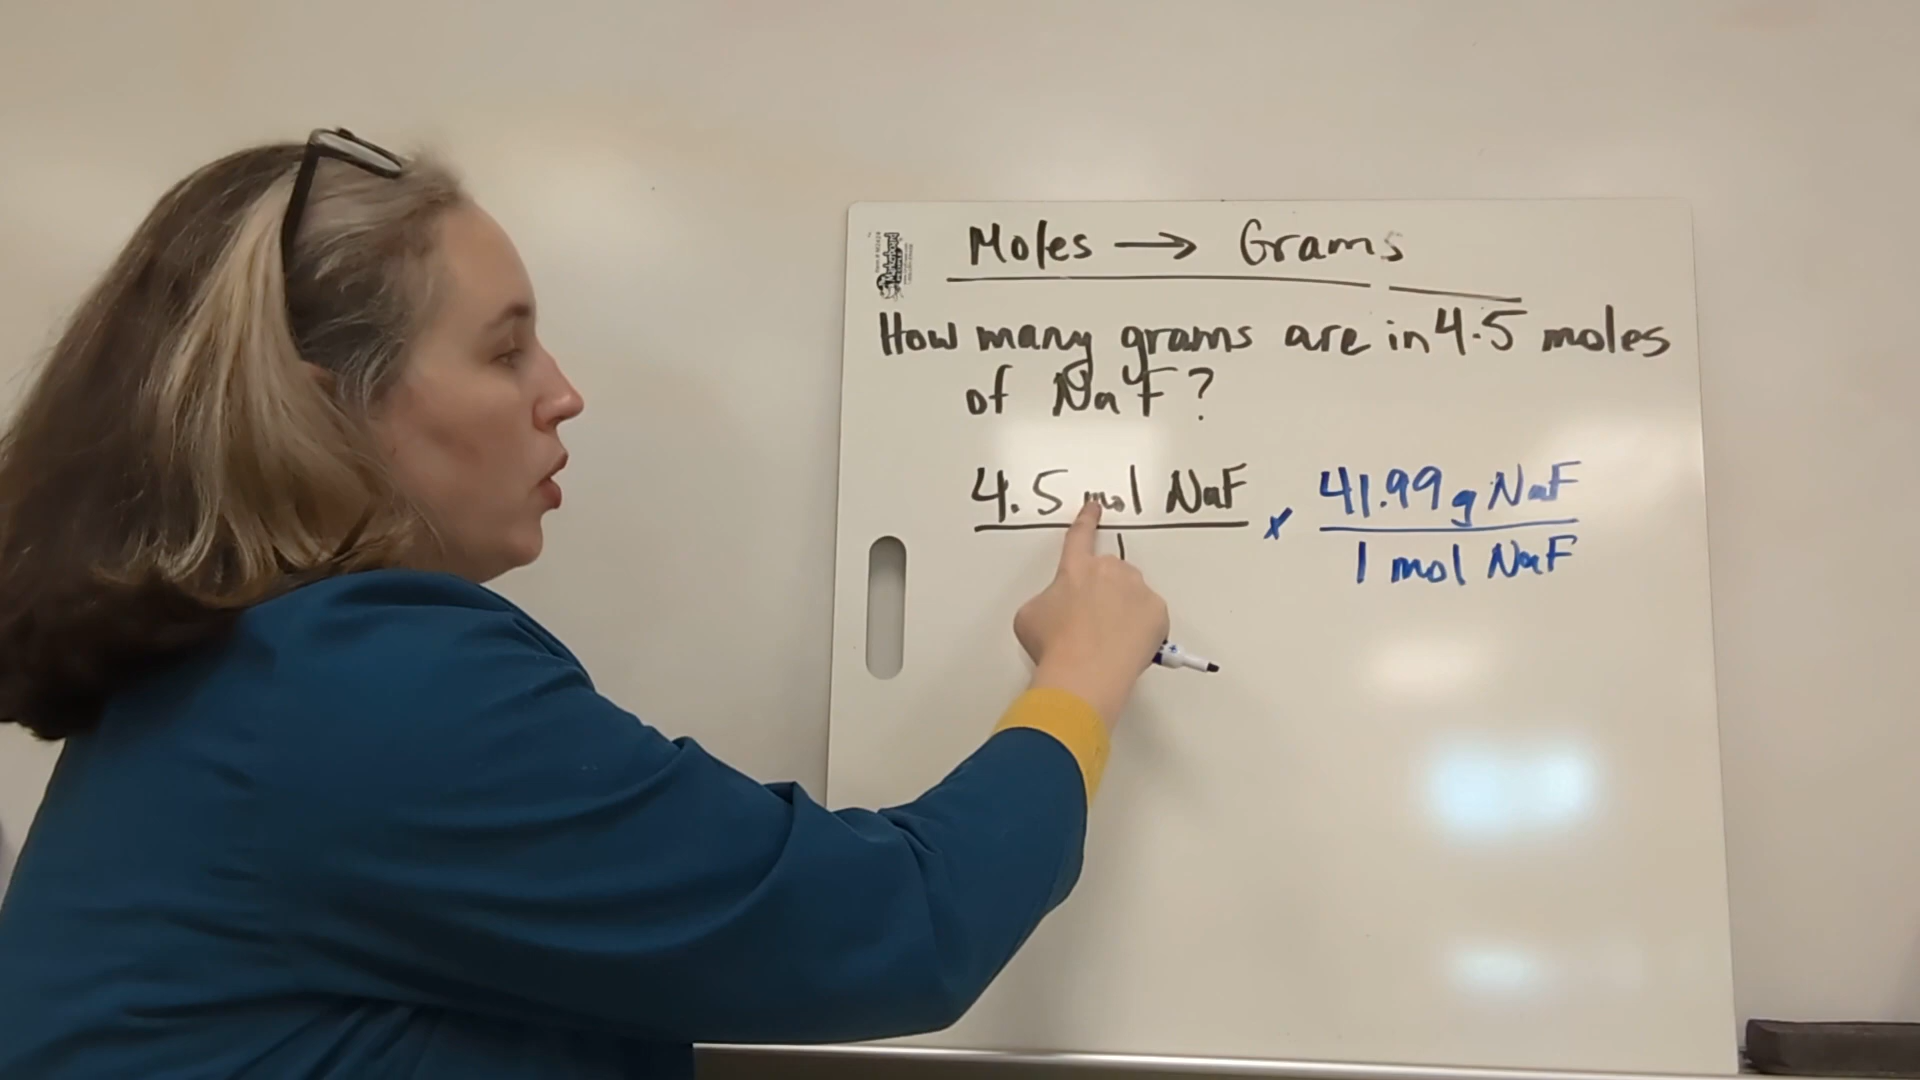 Moles → Grams
How many grams are in 4.5 moles
of NaF?
4.5 mol NaF x 41.99 g NaF
1 1 mol NaF
Markerboard